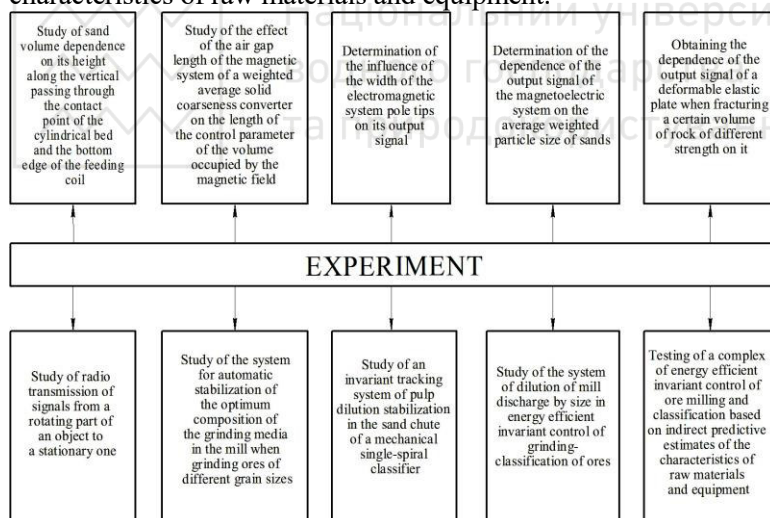 characteristics of raw materials and equipment.
Study of sand
volume dependence
on its height
along the vertical
passing through
the contact
point of the
cylindrical bed
and the bottom
edge of the feeding
coil
Study of the effect
of the air gap
length of the magnetic
system of a weighted
average solid
coarseness converter
on the length of
the control parameter
of the volume
occupied by the
magnetic field
Determination of
the influence of
the width of the
electromagnetic
system pole tips
on its output
signal
Determination of the
dependence of the
output signal of
the magnetoelectric
system on the
average weighted
particle size of sands
Obtaining the
dependence of the
output signal of a
deformable elastic
plate when fracturing
a certain volume
of rock of different
strength on it
EXPERIMENT
Study of radio
transmission of
signals from a
rotating part of
an object to
a stationary one
Study of the system
for automatic
stabilization of
the optimum
composition of
the grinding media
in the mill when
grinding ores of
different grain sizes
Study of an
invariant tracking
system of pulp
dilution stabilization
in the sand chute
of a mechanical
single-spiral
classifier
Study of the system
of dilution of mill
discharge by size in
energy efficient
invariant control of
grinding-
classification of ores
Testing of a complex
of energy efficient
invariant control of
ore milling and
classification based
on indirect predictive
estimates of the
characteristics of
raw materials
and equipment